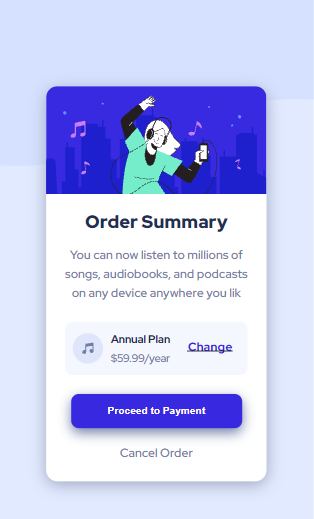 Order Summary
You can now listen to millions of
songs, audiobooks, and podcasts
on any device anywhere you lik
Annual Plan
$59.99/year
Change
Proceed to Payment
Cancel Order